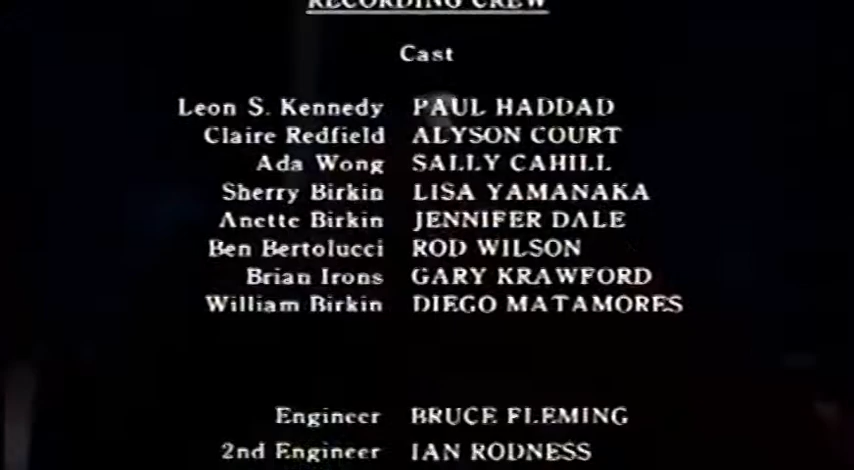 RECORDING CREW
Cast
Leon S. Kennedy PAUL HADDAD
Claire Redfield ALYSON COURT
Ada Wong SALLY CAHILL
Sherry Birkin LISA YAMANAKA
Anette Birkin JENNIFER DALE
Ben Bertolucci ROD WILSON
Brian Irons GARY KRAWFORD
William Birkin DIEGO MATAMORES
Engineer BRUCE FLEMING
2nd Engineer IAN RODNESS